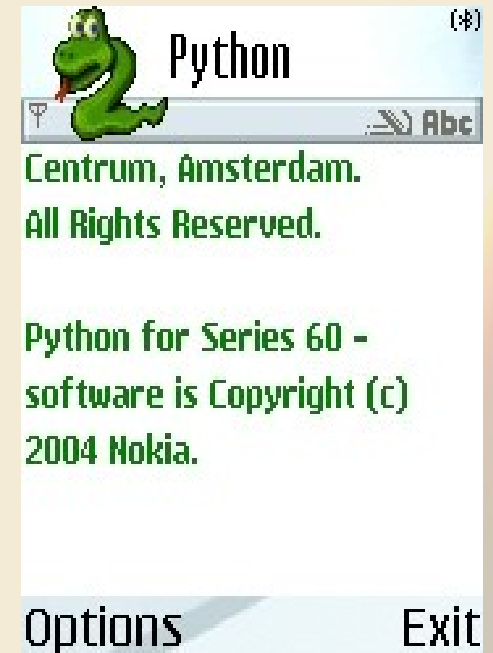 Python
Abc
Centrum, Amsterdam.
All Rights Reserved.
Python for Series 60 -
software is Copyright (c)
2004 Nokia.
Options Exit